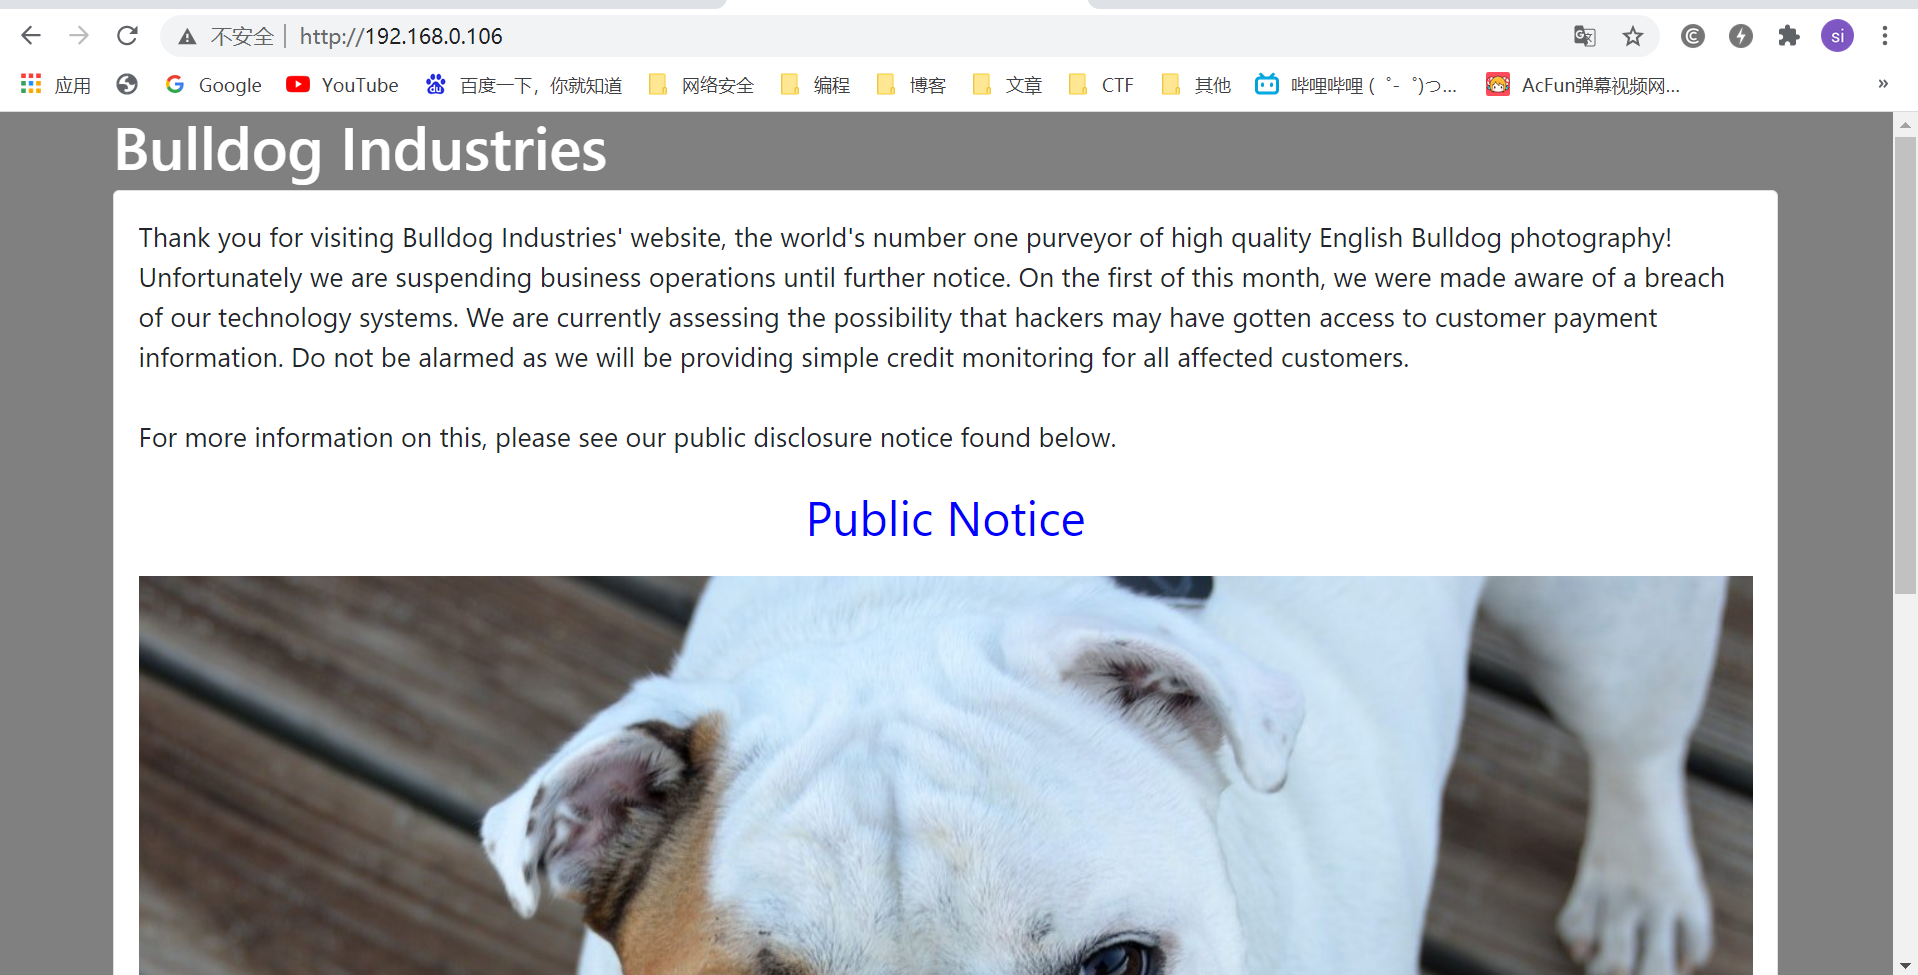 不安全 | http://192.168.0.106
si
应用
Google
YouTube
百度一下，你就知道
网络安全
编程
博客
文章
CTF
其他
哔哩哔哩 ( ゜- ゜)つ...
AcFun弹幕视频网...
»
Bulldog Industries
Thank you for visiting Bulldog Industries' website, the world's number one purveyor of high quality English Bulldog photography!
Unfortunately we are suspending business operations until further notice. On the first of this month, we were made aware of a breach
of our technology systems. We are currently assessing the possibility that hackers may have gotten access to customer payment
information. Do not be alarmed as we will be providing simple credit monitoring for all affected customers.
For more information on this, please see our public disclosure notice found below.
Public Notice